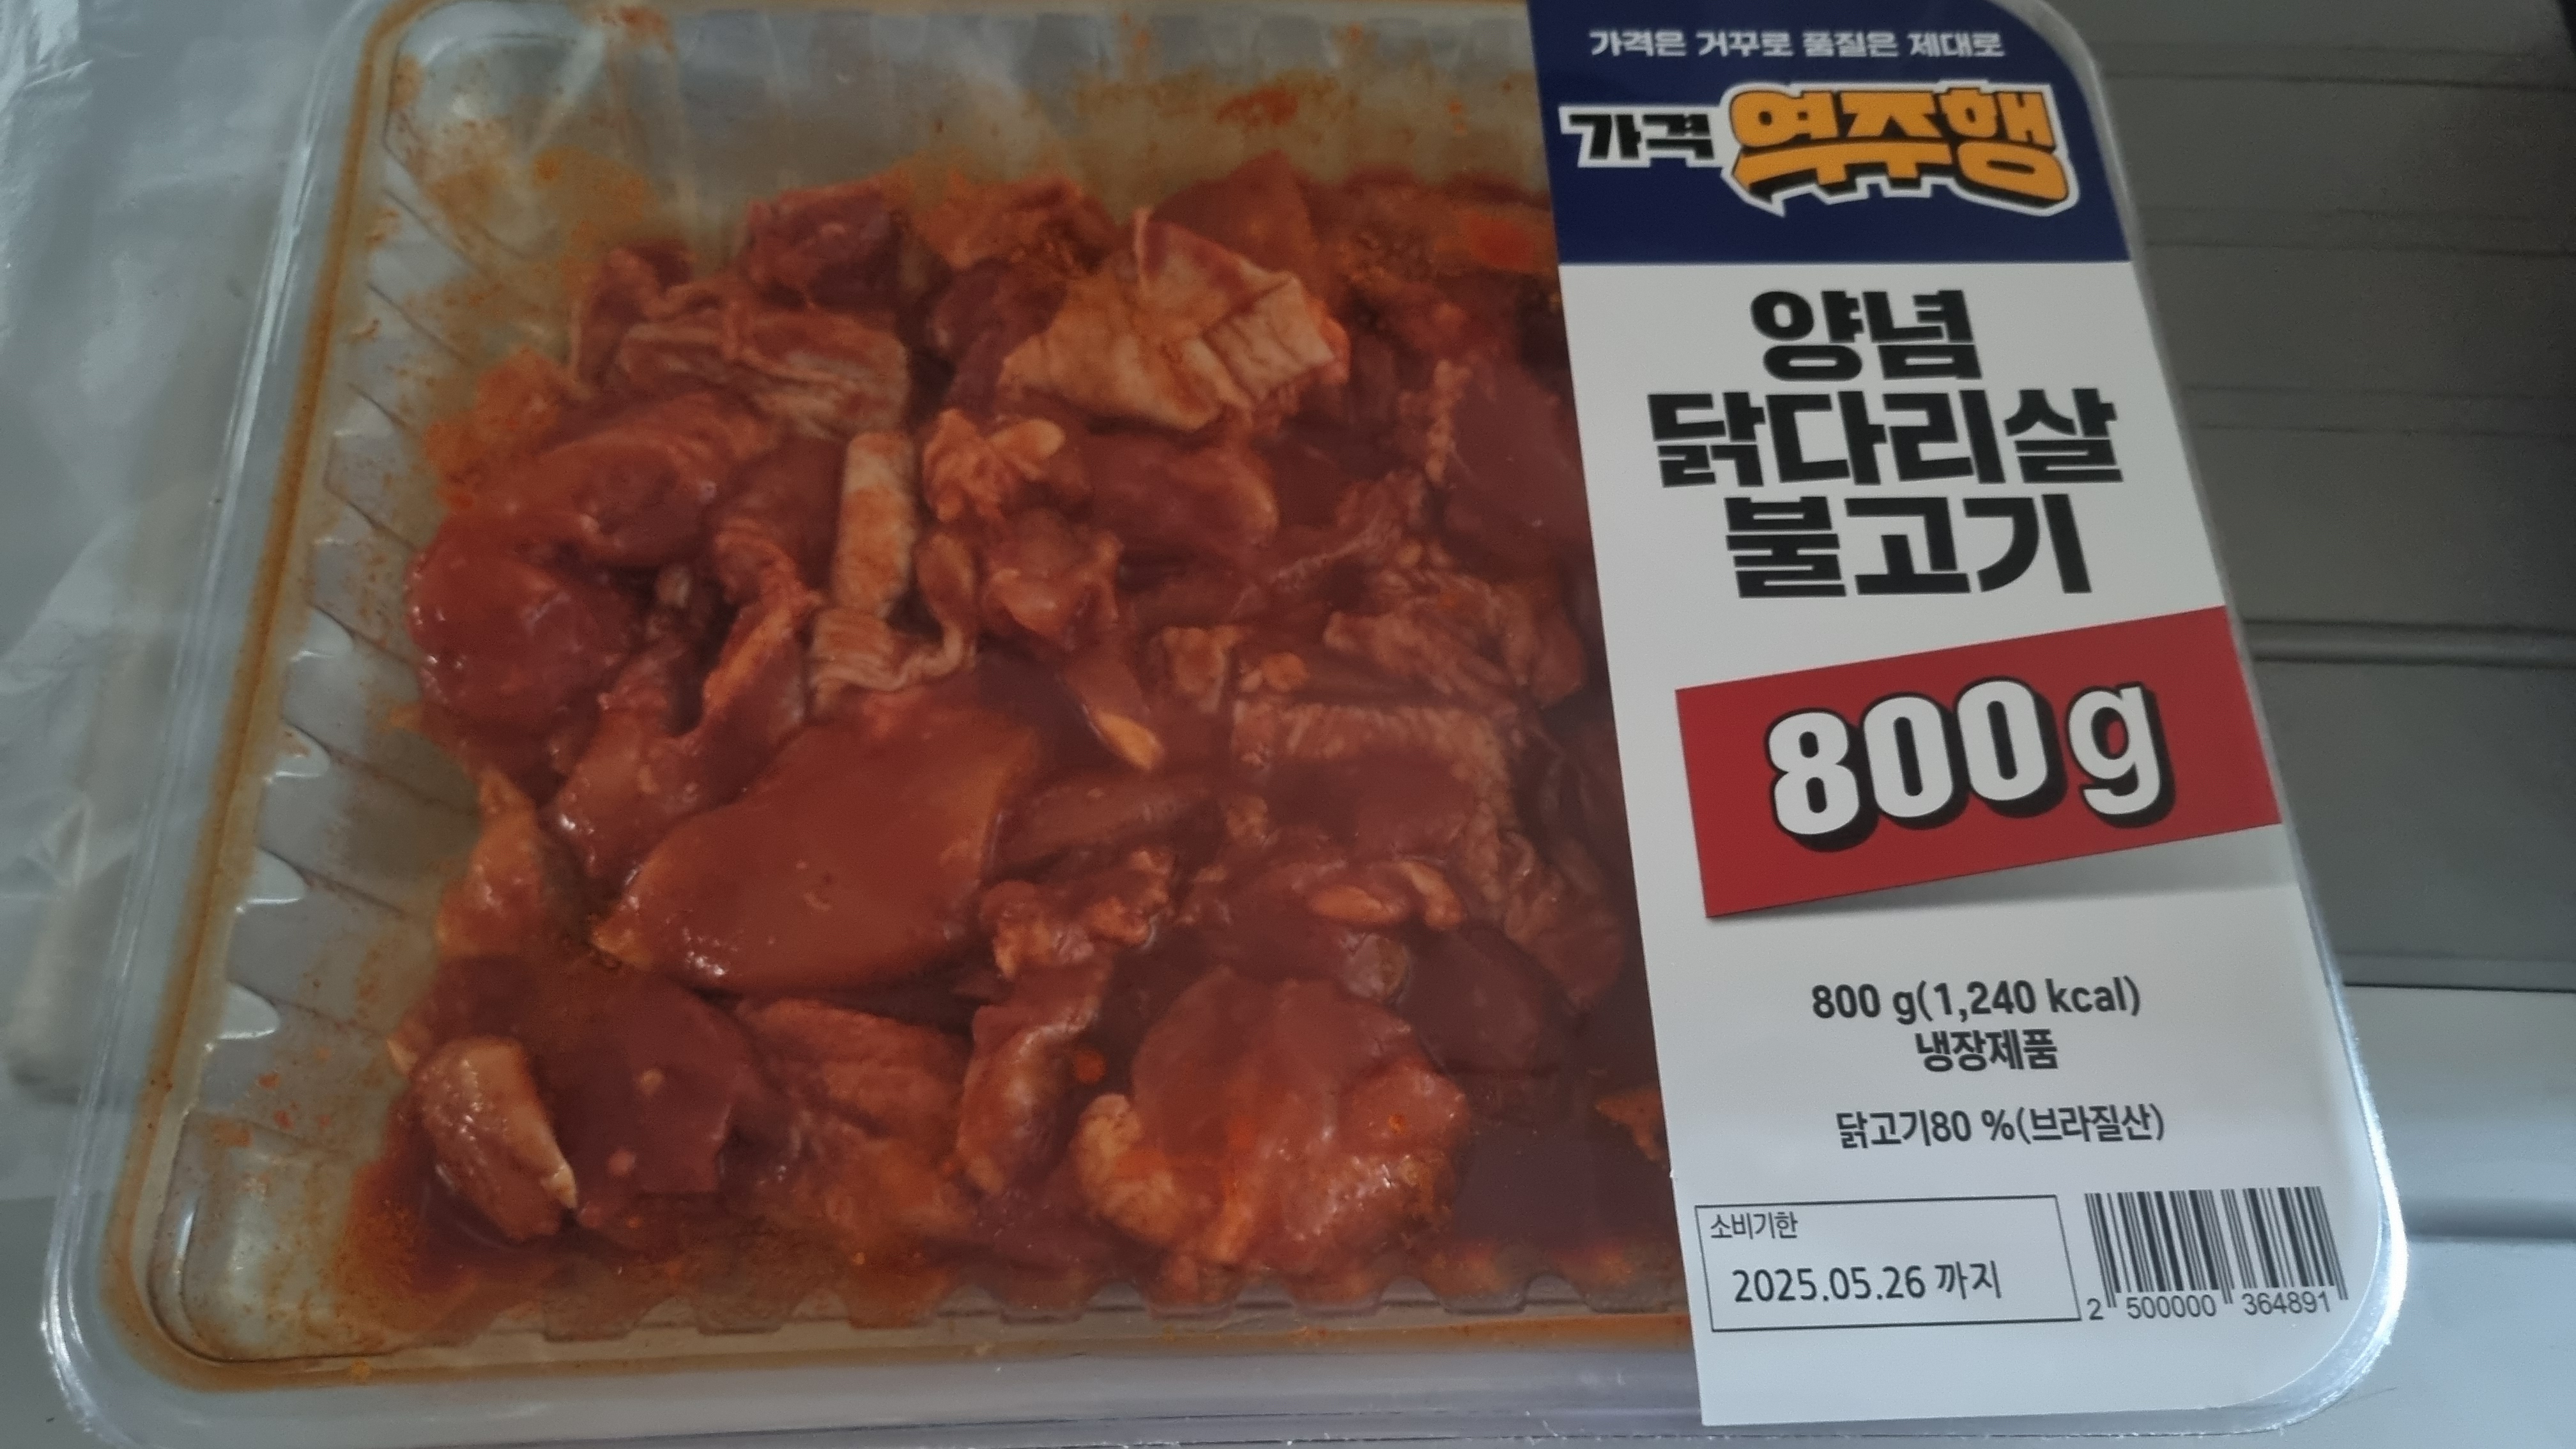 가격은 거꾸로 품질은 제대로
가격 역주행
양념
닭다리살
불고기
800g
800 g(1,240 kcal)
냉장제품
닭고기80 %(브라질산)
소비기한
2025.05.26 까지
2 500000 364891